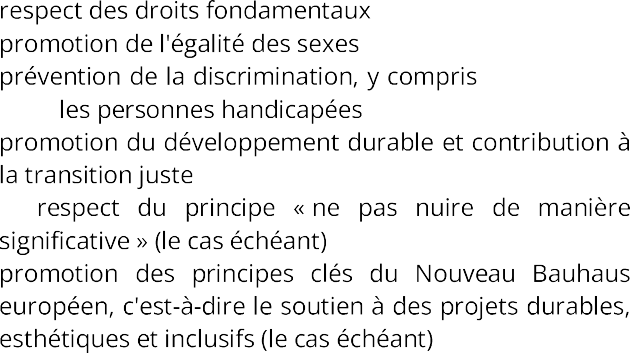 respect des droits fondamentaux
promotion de l'égalité des sexes
prévention de la discrimination, y compris
les personnes handicapées
promotion du développement durable et contribution à
la transition juste
respect du principe « ne pas nuire de manière
significative » (le cas échéant)
promotion des principes clés du Nouveau Bauhaus
européen, c'est-à-dire le soutien à des projets durables,
esthétiques et inclusifs (le cas échéant)